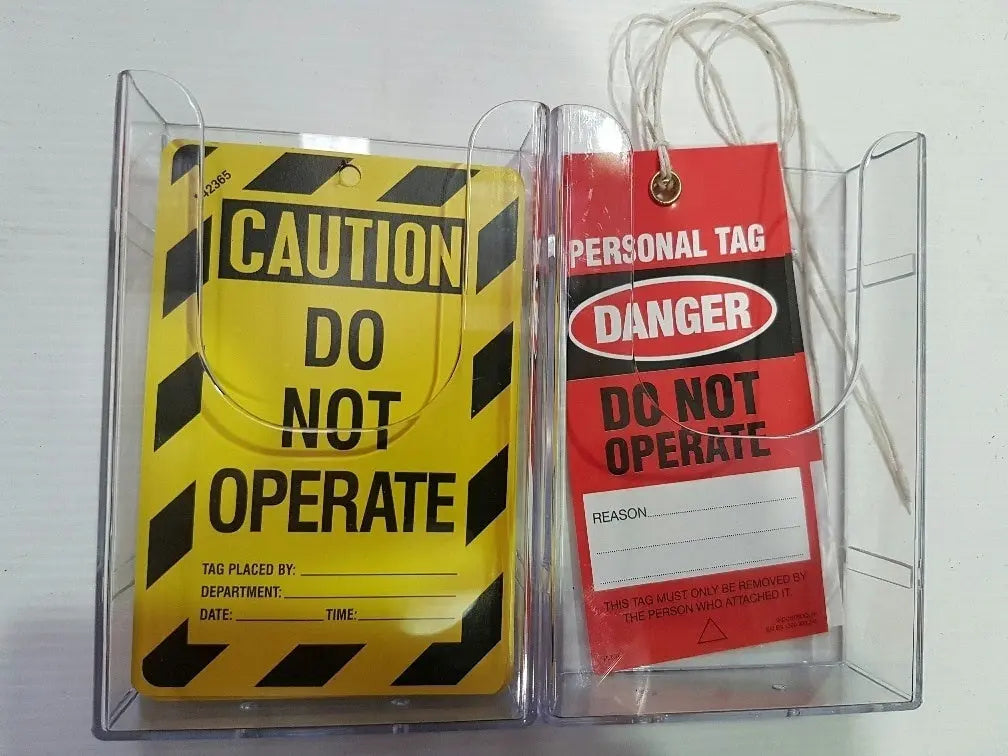 CAUTION
DO
NOT
OPERATE
TAG PLACED BY:
DEPARTMENT:
DATE: TIME:
PERSONAL TAG
DANGER
DO NOT
OPERATE
REASON
THIS TAG MUST ONLY BE REMOVED BY
THE PERSON WHO ATTACHED IT.